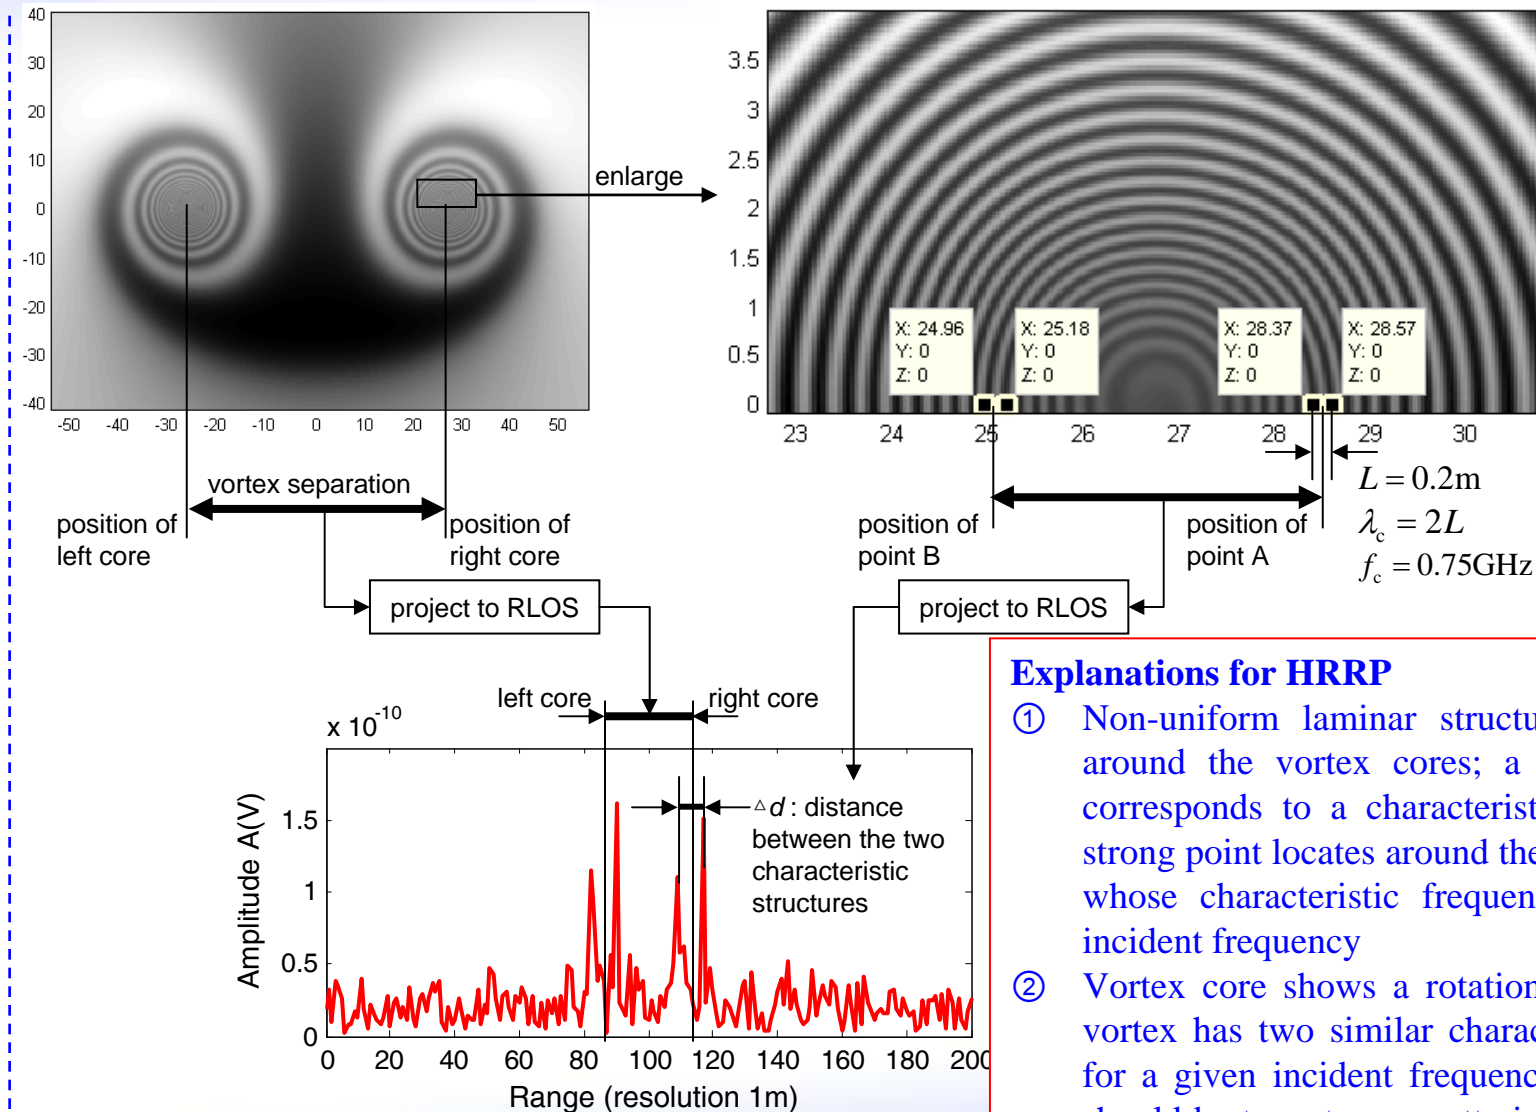 40
30
20
10
0
-10
-20
-30
-40
-50 -40 -30 -20 -10 0 10 20 30 40 50
enlarge
3.5
3
2.5
2
1.5
1
0.5
0
X: 24.96
Y: 0
Z: 0
X: 25.18
Y: 0
Z: 0
X: 28.37
Y: 0
Z: 0
X: 28.57
Y: 0
Z: 0
23 24 25 26 27 28 29 30
vortex separation
position of
left core
position of
right core
position of
point B
position of
point A
L = 0.2m
λc = 2L
fc = 0.75GHz
project to RLOS
project to RLOS
left core
right core
x 10^-10
Amplitude A(V)
1.5
1
0.5
0
△d : distance
between the two
characteristic
structures
0 20 40 60 80 100 120 140 160 180 200
Range (resolution 1m)
Explanations for HRRP
① Non-uniform laminar structu
around the vortex cores; a
corresponds to a characterist
strong point locates around the
whose characteristic frequen
incident frequency
② Vortex core shows a rotation
vortex has two similar charac
for a given incident frequenc